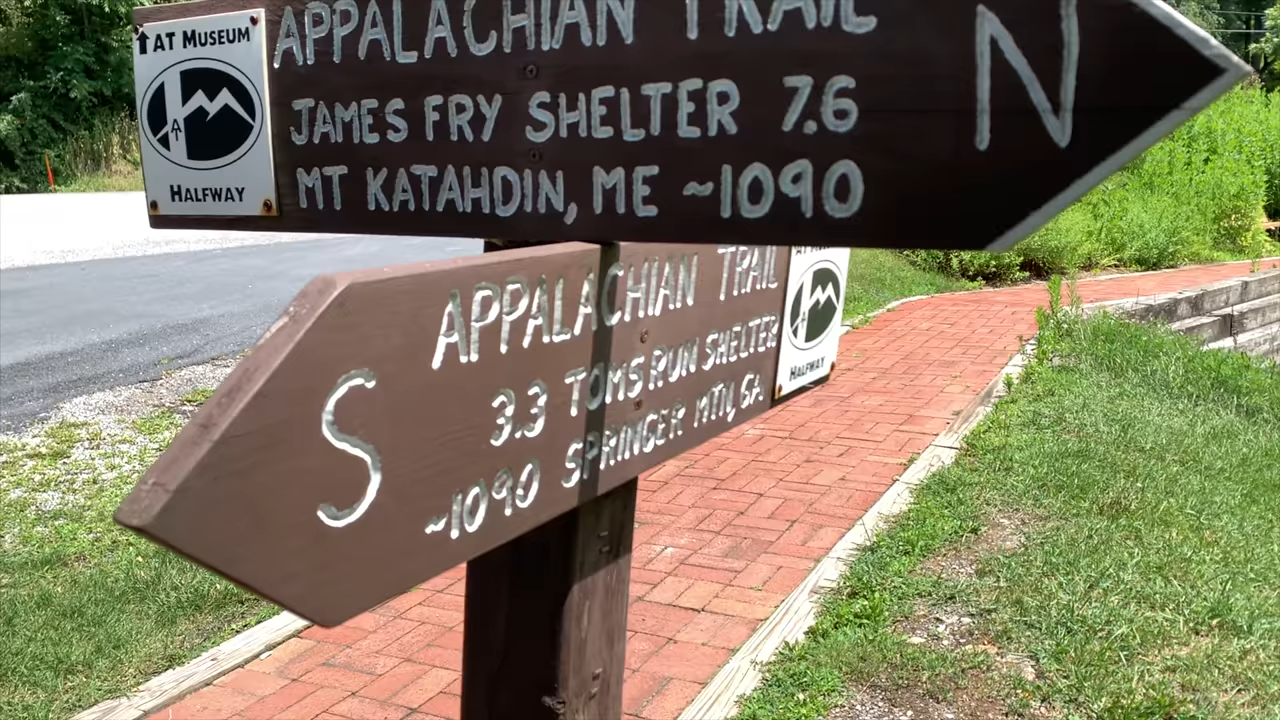 APPALACHIAN TRAIL
N
AT MUSEUM
HALFWAY
JAMES FRY SHELTER 7.6
MT KATAHDIN, ME ~1090
APPALACHIAN TRAIL
S
3.3 TOMS RUN SHELTER
~1090 SPRINGER MTN, GA.
HALFWAY